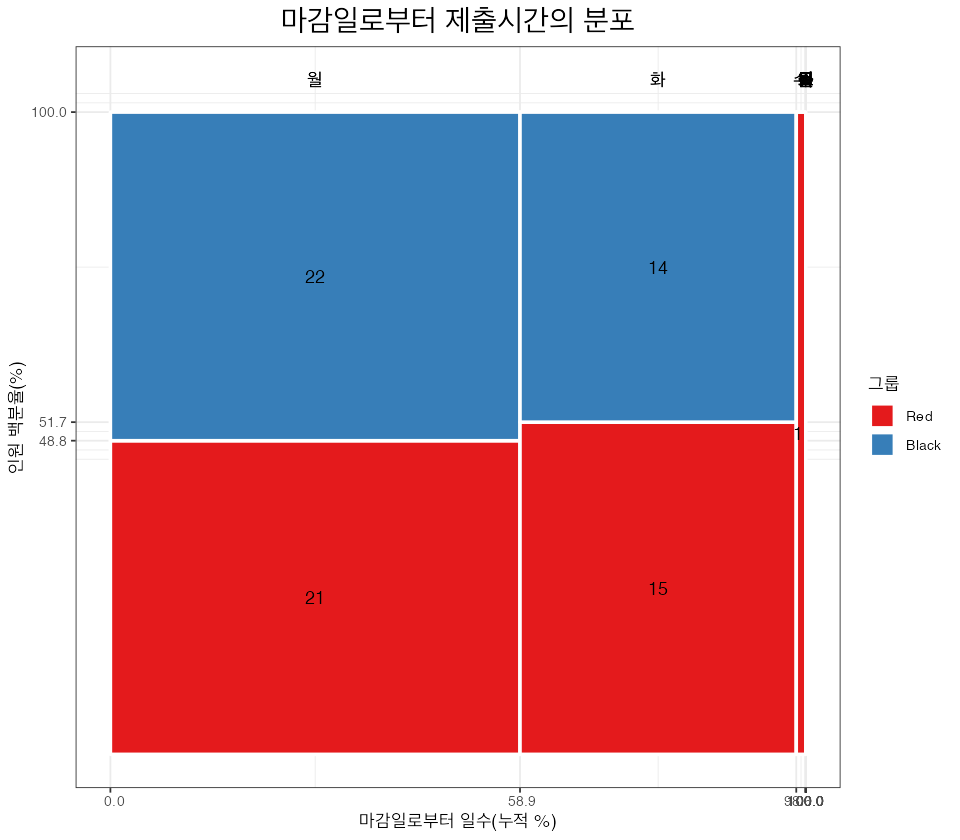 마감일로부터 제출시간의 분포
월 화
100.0
22 14
51.7
48.8
1
21 15
0.0 58.9
마감일로부터 일수(누적 %)
인원 백분율(%)
그룹
Red
Black